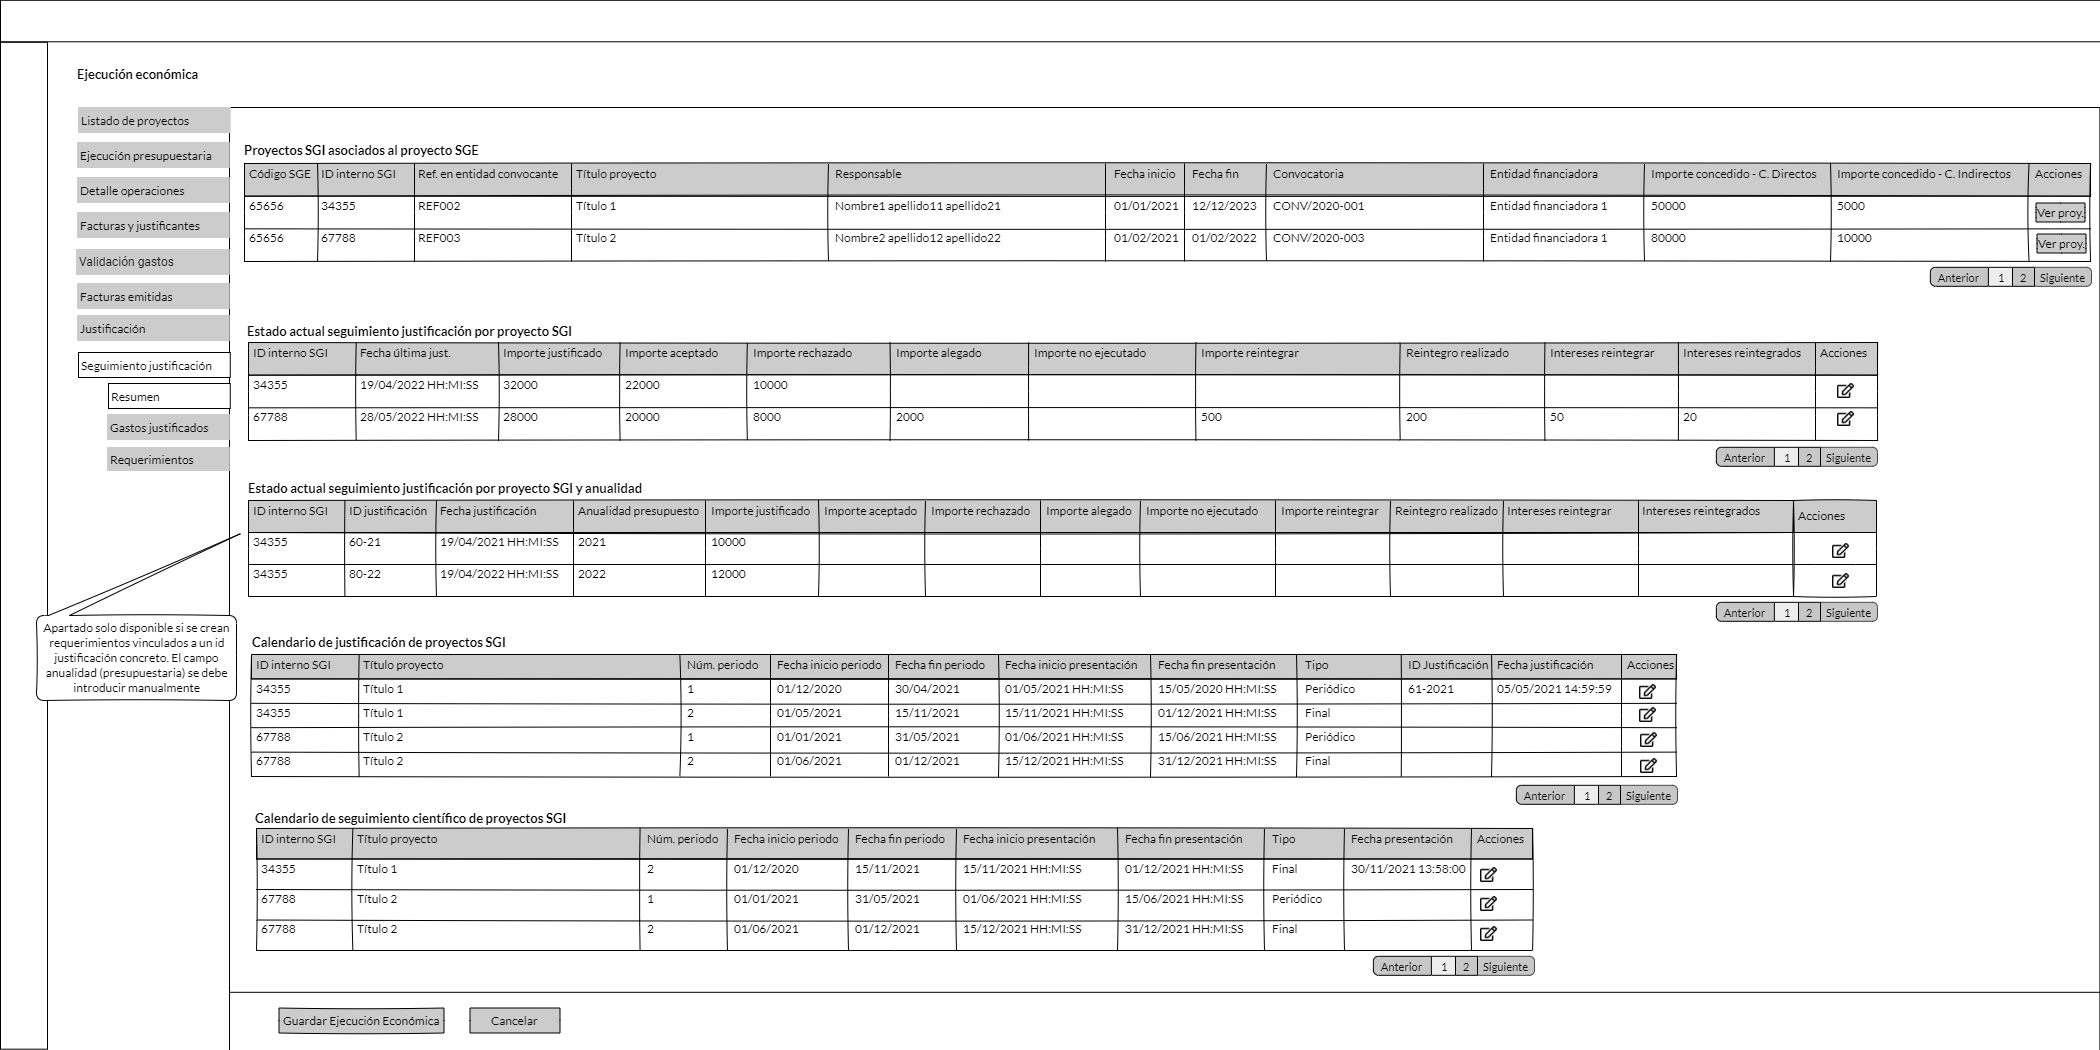 Ejecución económica
Listado de proyectos
Ejecución presupuestaria
Detalle operaciones
Facturas y justificantes
Validación gastos
Facturas emitidas
Justificación
Seguimiento justificación
Resumen
Gastos justificados
Requerimientos
Apartado solo disponible si se crean
requerimientos vinculados a un id
justificación concreto. El campo
anualidad (presupuestaria) se debe
introducir manualmente
Proyectos SGI asociados al proyecto SGE
Código SGE ID interno SGI Ref. en entidad convocante Título proyecto Responsable Fecha inicio Fecha fin Convocatoria Entidad financiadora Importe concedido - C. Directos Importe concedido - C. Indirectos Acciones
65656 34355 REF002 Título 1 Nombre1 apellido11 apellido21 01/01/2021 12/12/2023 CONV/2020-001 Entidad financiadora 1 50000 5000 Ver proy.
65656 67788 REF003 Título 2 Nombre2 apellido12 apellido22 01/02/2021 01/02/2022 CONV/2020-003 Entidad financiadora 1 80000 10000 Ver proy.
Anterior 1 2 Siguiente
Estado actual seguimiento justificación por proyecto SGI
ID interno SGI Fecha última just. Importe justificado Importe aceptado Importe rechazado Importe alegado Importe no ejecutado Importe reintegrar Reintegro realizado Intereses reintegrar Intereses reintegrados Acciones
34355 19/04/2022 HH:MI:SS 32000 22000 10000
67788 28/05/2022 HH:MI:SS 28000 20000 8000 2000 500 200 50 20
Anterior 1 2 Siguiente
Estado actual seguimiento justificación por proyecto SGI y anualidad
ID interno SGI ID justificación Fecha justificación Anualidad presupuesto Importe justificado Importe aceptado Importe rechazado Importe alegado Importe no ejecutado Importe reintegrar Reintegro realizado Intereses reintegrar Intereses reintegrados Acciones
34355 60-21 19/04/2021 HH:MI:SS 2021 10000
34355 80-22 19/04/2022 HH:MI:SS 2022 12000
Anterior 1 2 Siguiente
Calendario de justificación de proyectos SGI
ID interno SGI Título proyecto Núm. periodo Fecha inicio periodo Fecha fin periodo Fecha inicio presentación Fecha fin presentación Tipo ID Justificación Fecha justificación Acciones
34355 Título 1 1 01/12/2020 30/04/2021 01/05/2021 HH:MI:SS 15/05/2020 HH:MI:SS Periódico 61-2021 05/05/2021 14:59:59
34355 Título 1 2 01/05/2021 15/11/2021 15/11/2021 HH:MI:SS 01/12/2021 HH:MI:SS Final
67788 Título 2 1 01/01/2021 31/05/2021 01/06/2021 HH:MI:SS 15/06/2021 HH:MI:SS Periódico
67788 Título 2 2 01/06/2021 01/12/2021 15/12/2021 HH:MI:SS 31/12/2021 HH:MI:SS Final
Anterior 1 2 Siguiente
Calendario de seguimiento científico de proyectos SGI
ID interno SGI Título proyecto Núm. periodo Fecha inicio periodo Fecha fin periodo Fecha inicio presentación Fecha fin presentación Tipo Fecha presentación Acciones
34355 Título 1 2 01/12/2020 15/11/2021 15/11/2021 HH:MI:SS 01/12/2021 HH:MI:SS Final 30/11/2021 13:58:00
67788 Título 2 1 01/01/2021 31/05/2021 01/06/2021 HH:MI:SS 15/06/2021 HH:MI:SS Periódico
67788 Título 2 2 01/06/2021 01/12/2021 15/12/2021 HH:MI:SS 31/12/2021 HH:MI:SS Final
Anterior 1 2 Siguiente
Guardar Ejecución Económica Cancelar